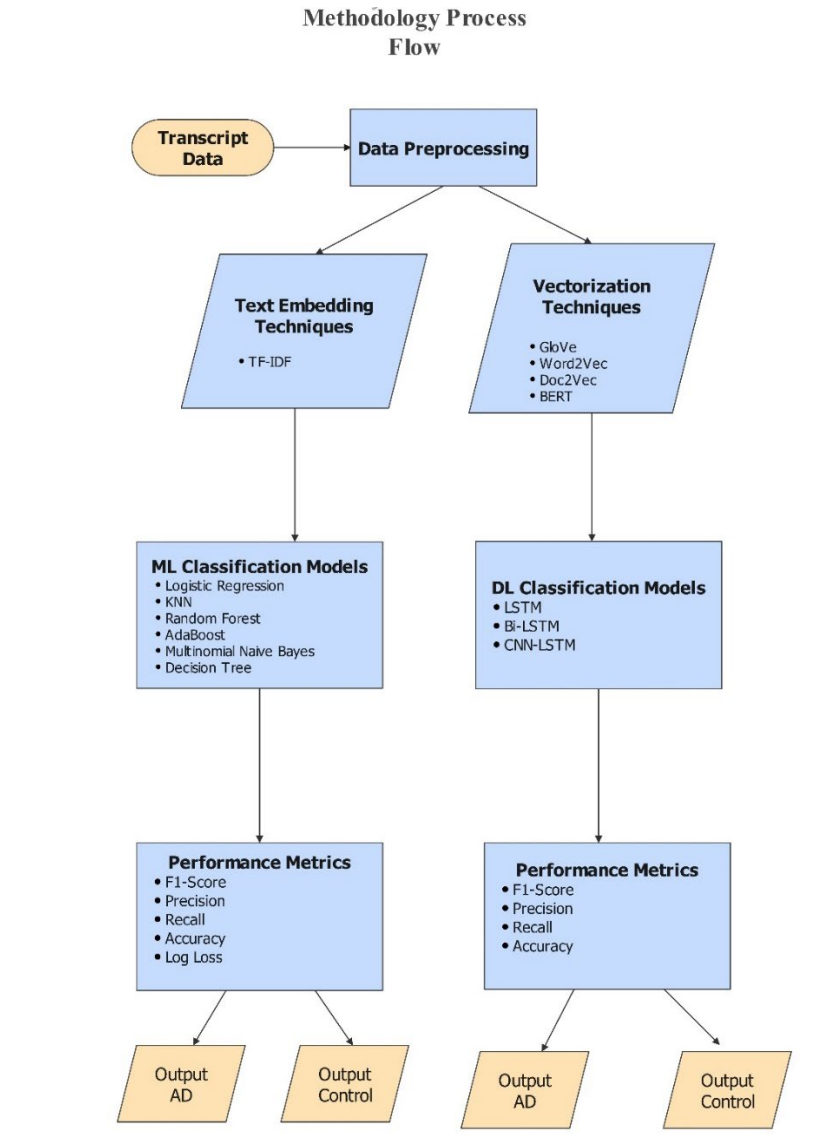 Methodology Process
Flow
Transcript
Data
Data Preprocessing
Text Embedding
Techniques
• TF-IDF
Vectorization
Techniques
• GloVe
• Word2Vec
• Doc2Vec
• BERT
ML Classification Models
• Logistic Regression
• KNN
• Random Forest
• AdaBoost
• Multinomial Naive Bayes
• Decision Tree
DL Classification Models
• LSTM
• Bi-LSTM
• CNN-LSTM
Performance Metrics
• F1-Score
• Precision
• Recall
• Accuracy
• Log Loss
Performance Metrics
• F1-Score
• Precision
• Recall
• Accuracy
Output
AD
Output
Control
Output
AD
Output
Control